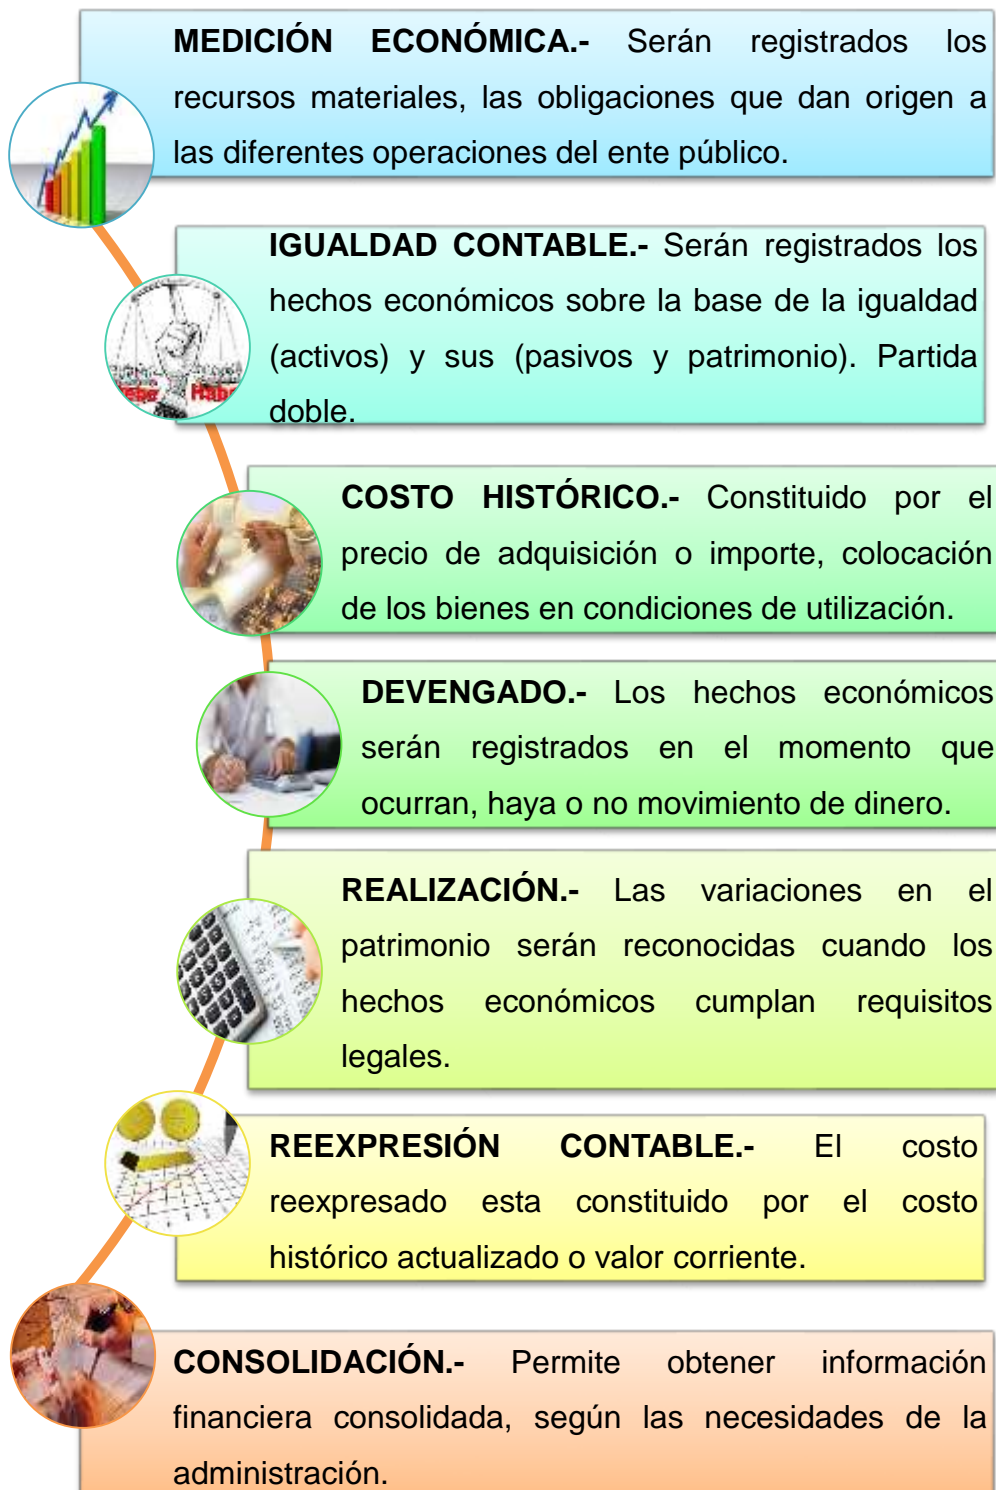 MEDICIÓN ECONÓMICA.- Serán registrados los
recursos materiales, las obligaciones que dan origen a
las diferentes operaciones del ente público.
IGUALDAD CONTABLE.- Serán registrados los
hechos económicos sobre la base de la igualdad
(activos) y sus (pasivos y patrimonio). Partida
doble.
COSTO HISTÓRICO.- Constituido por el
precio de adquisición o importe, colocación
de los bienes en condiciones de utilización.
DEVENGADO.- Los hechos económicos
serán registrados en el momento que
ocurran, haya o no movimiento de dinero.
REALIZACIÓN.- Las variaciones en el
patrimonio serán reconocidas cuando los
hechos económicos cumplan requisitos
legales.
REEXPRESIÓN CONTABLE.- El costo
reexpresado esta constituido por el costo
histórico actualizado o valor corriente.
CONSOLIDACIÓN.- Permite obtener información
financiera consolidada, según las necesidades de la
administración.